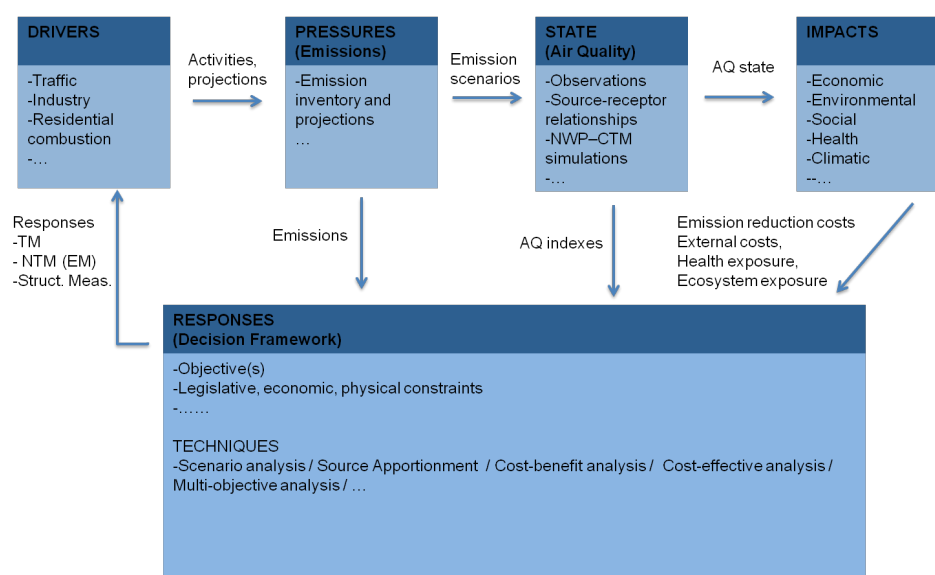 DRIVERS
-Traffic
-Industry
-Residential
combustion
-...
Activities,
projections
PRESSURES
(Emissions)
-Emission
inventory and
projections
...
Emission
scenarios
STATE
(Air Quality)
-Observations
-Source-receptor
relationships
-NWP–CTM
simulations
-...
AQ state
IMPACTS
-Economic
-Environmental
-Social
-Health
-Climatic
--...
Responses
-TM
- NTM (EM)
-Struct. Meas.
Emissions
AQ indexes
Emission reduction costs
External costs,
Health exposure,
Ecosystem exposure
RESPONSES
(Decision Framework)
-Objective(s)
-Legislative, economic, physical constraints
-......
TECHNIQUES
-Scenario analysis / Source Apportionment / Cost-benefit analysis / Cost-effective analysis /
Multi-objective analysis / ...